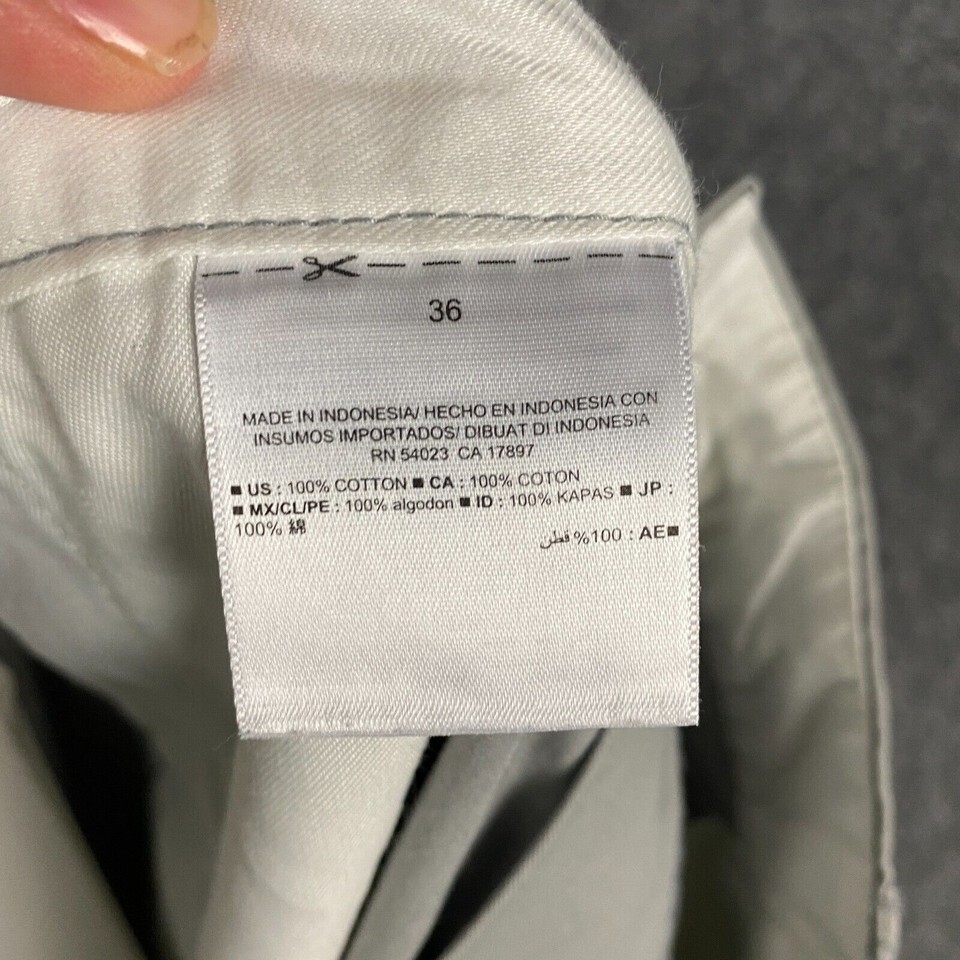 36
MADE IN INDONESIA/ HECHO EN INDONESIA CON
INSUMOS IMPORTADOS/ DIBUAT DI INDONESIA
RN 54023 CA 17897
■ US : 100% COTTON ■ CA : 100% COTON
■ MX/CL/PE : 100% algodon ■ ID : 100% KAPAS ■ JP :
100% 綿
■AE : 100% قطن